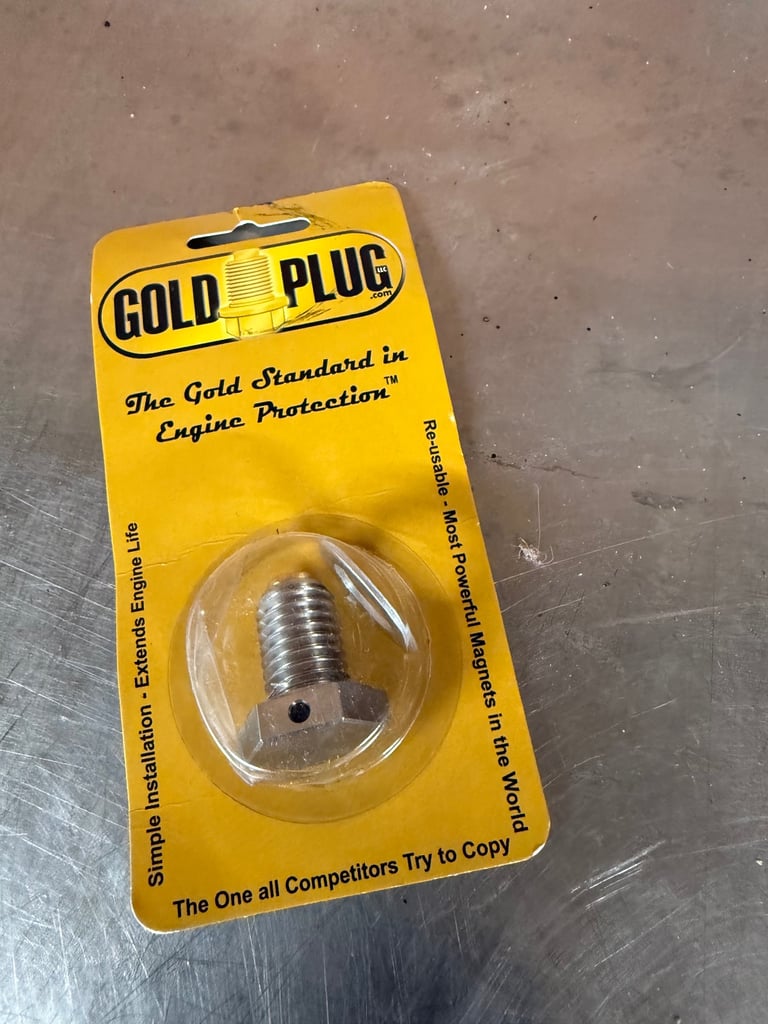 GOLD PLUG LLC
.com
The Gold Standard in
Engine Protection™
Simple Installation - Extends Engine Life
Re-usable - Most Powerful Magnets in the World
The One all Competitors Try to Copy